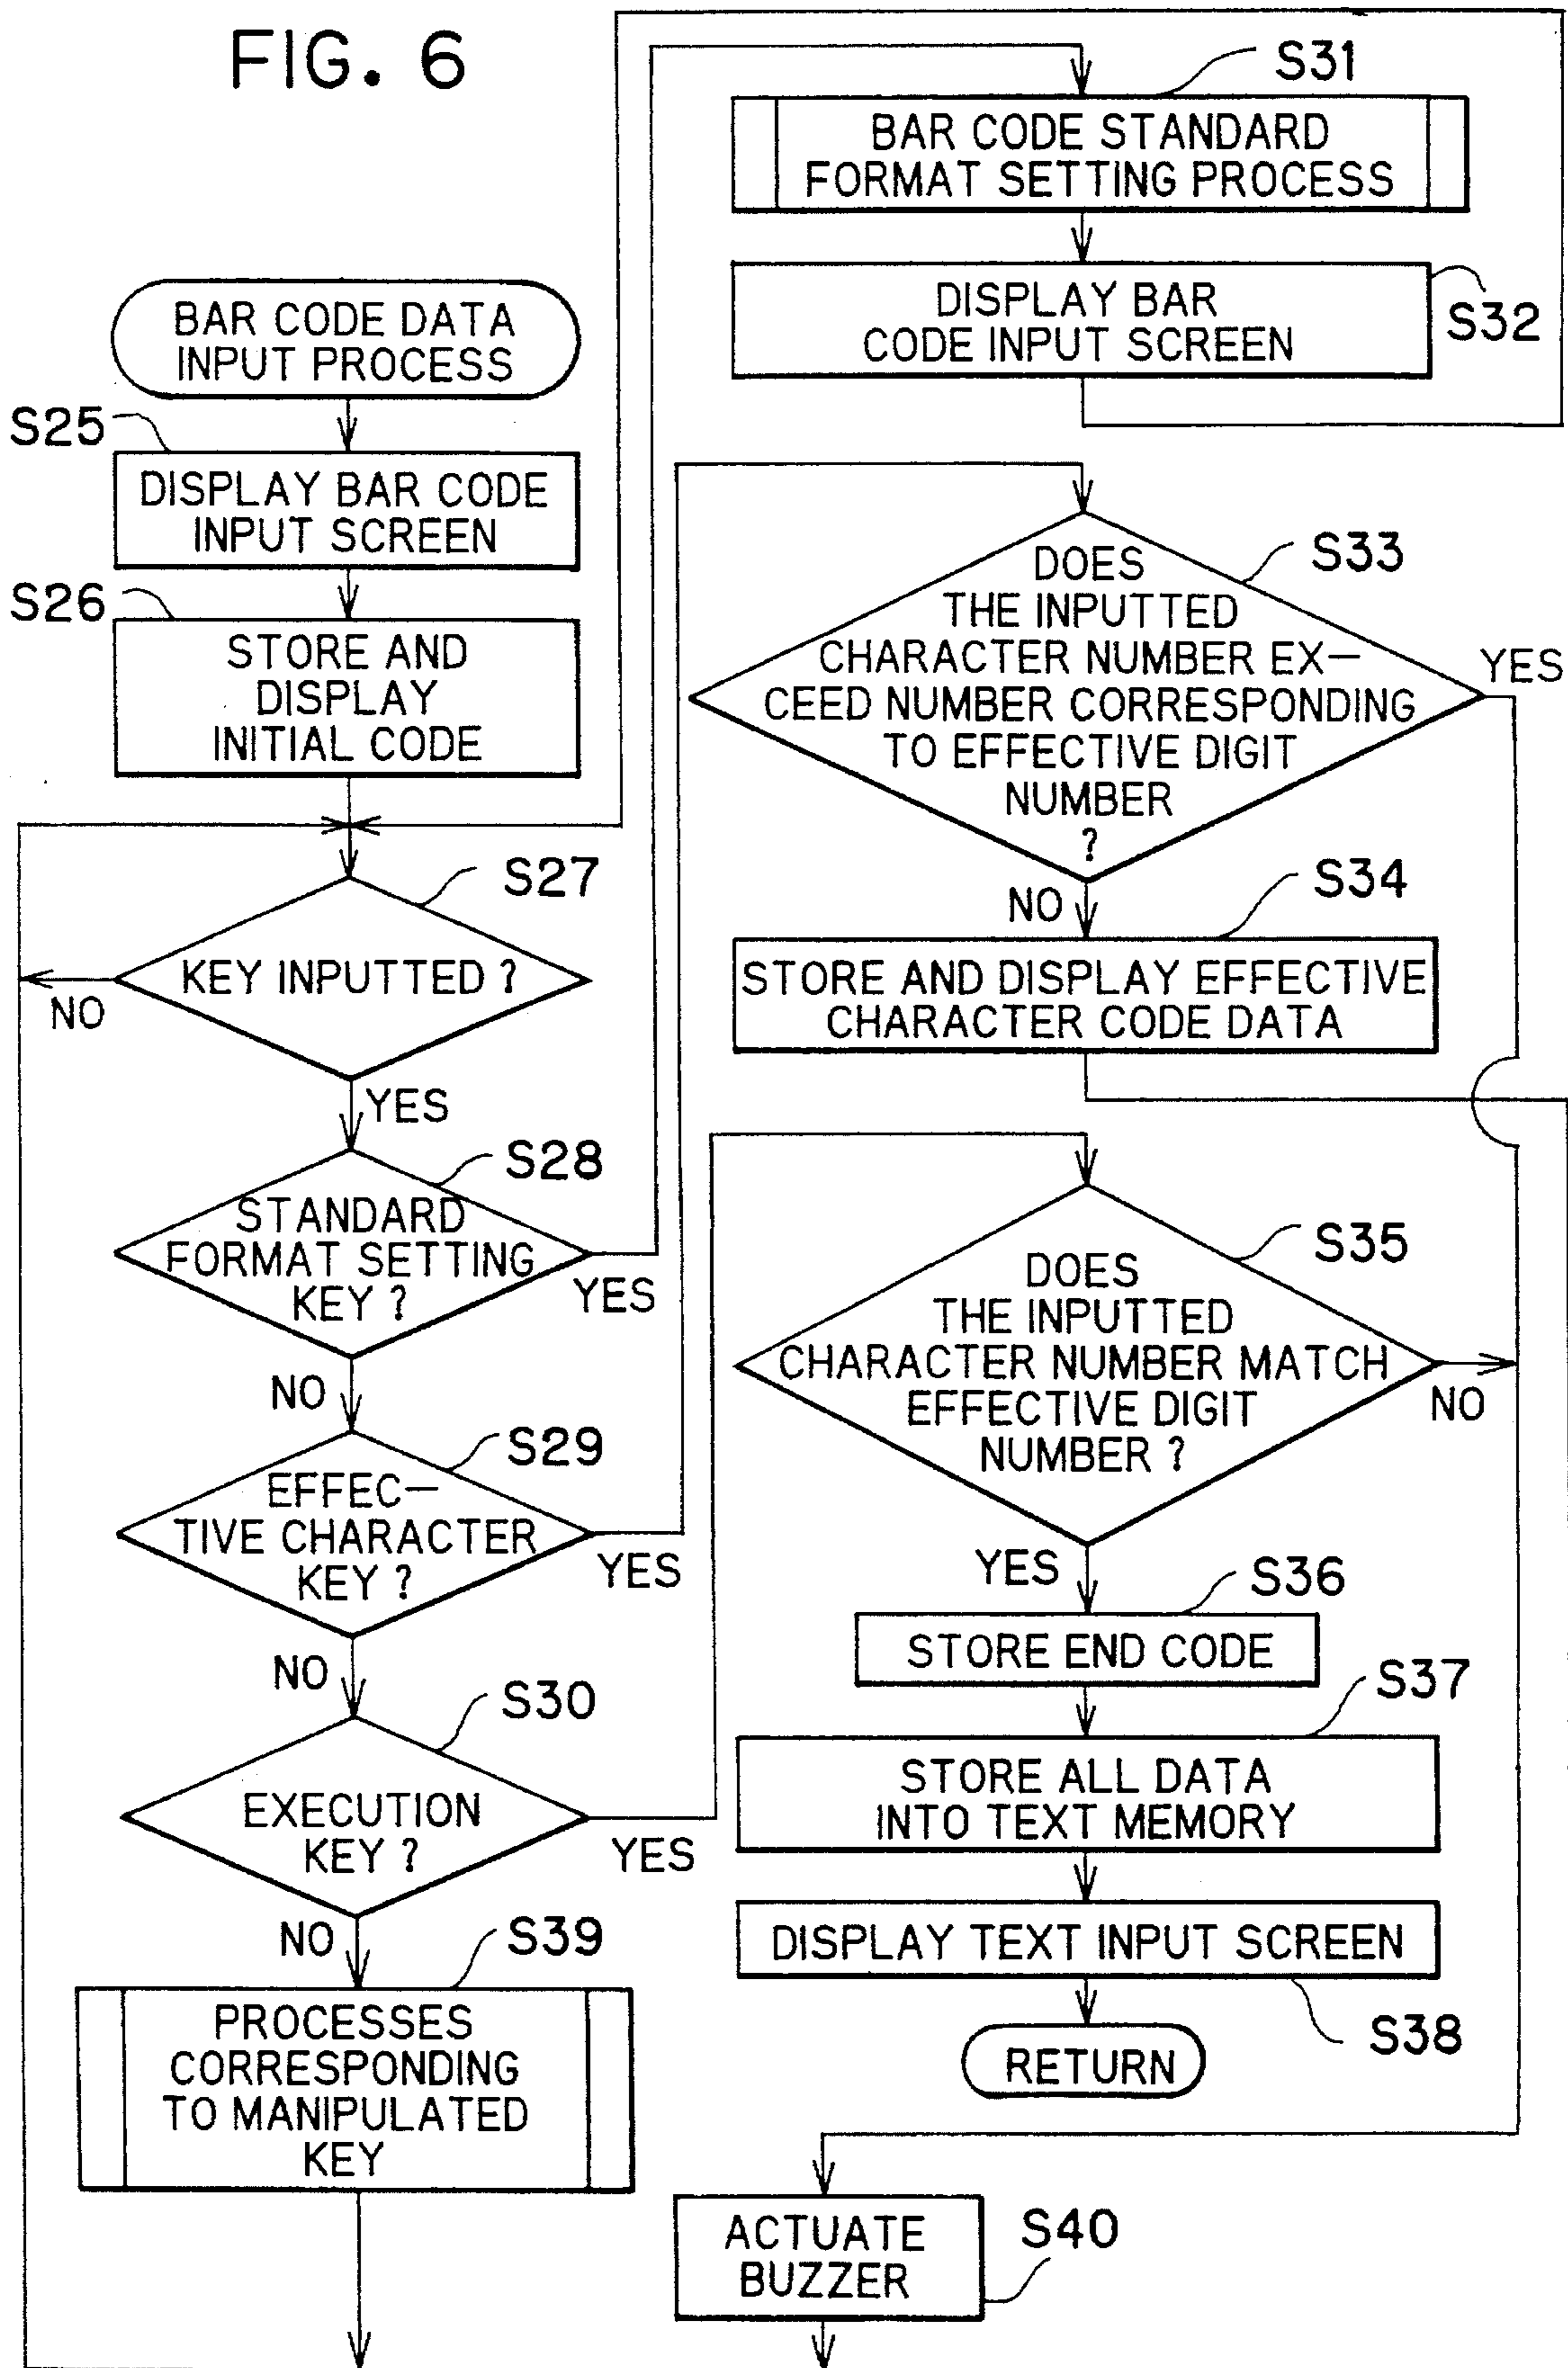 FIG. 6
BAR CODE DATA
INPUT PROCESS
S25
DISPLAY BAR CODE
INPUT SCREEN
S26
STORE AND
DISPLAY
INITIAL CODE
S27
KEY INPUTTED ?
NO
YES
S28
STANDARD
FORMAT SETTING
KEY ?
YES
NO
S29
EFFEC-
TIVE CHARACTER
KEY ?
YES
NO
S30
EXECUTION
KEY ?
YES
NO
S39
PROCESSES
CORRESPONDING
TO MANIPULATED
KEY
S31
BAR CODE STANDARD
FORMAT SETTING PROCESS
DISPLAY BAR
CODE INPUT SCREEN
S32
S33
DOES
THE INPUTTED
CHARACTER NUMBER EX-
CEED NUMBER CORRESPONDING
TO EFFECTIVE DIGIT
NUMBER
?
YES
NO
S34
STORE AND DISPLAY EFFECTIVE
CHARACTER CODE DATA
S35
DOES
THE INPUTTED
CHARACTER NUMBER MATCH
EFFECTIVE DIGIT
NUMBER ?
NO
YES
S36
STORE END CODE
S37
STORE ALL DATA
INTO TEXT MEMORY
DISPLAY TEXT INPUT SCREEN
S38
RETURN
ACTUATE
BUZZER
S40